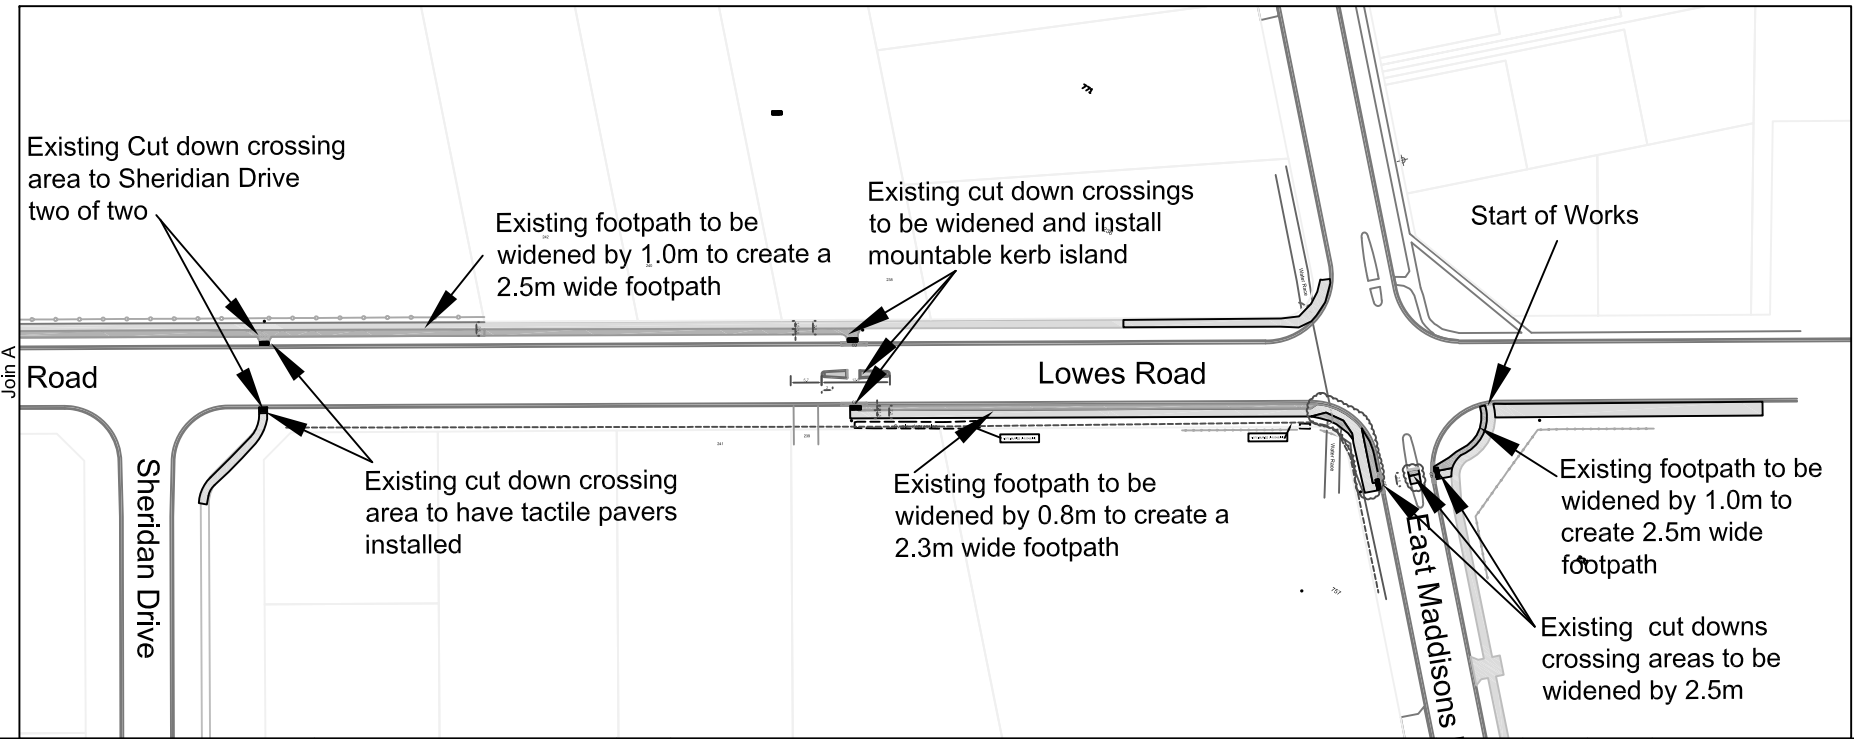 Existing Cut down crossing
area to Sheridian Drive
two of two
Existing footpath to be
widened by 1.0m to create a
2.5m wide footpath
Existing cut down crossings
to be widened and install
mountable kerb island
Start of Works
Water Race
Join A
Road
Lowes Road
Sheridan Drive
Existing cut down crossing
area to have tactile pavers
installed
Existing footpath to be
widened by 0.8m to create a
2.3m wide footpath
Water Race
East Maddisons
Existing footpath to be
widened by 1.0m to
create 2.5m wide
footpath
Existing cut downs
crossing areas to be
widened by 2.5m
757